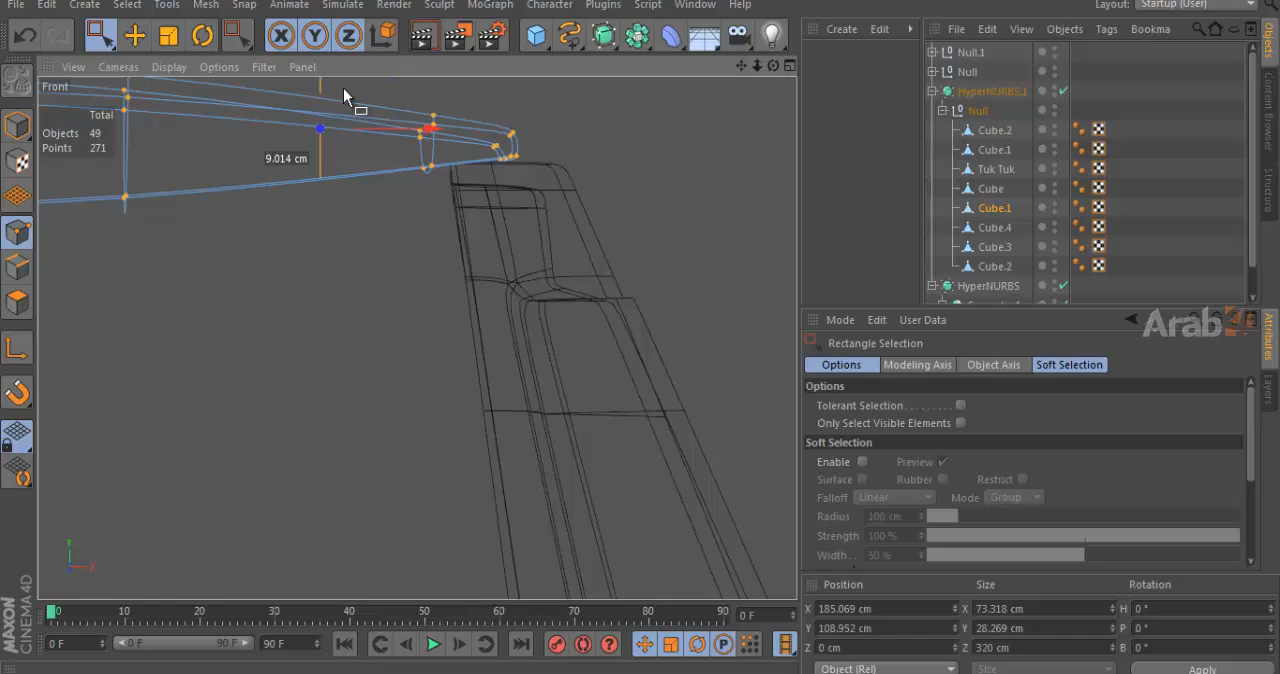 File Edit Create Select Tools Mesh Snap Animate Simulate Render Sculpt MoGraph Character Plugins Script Window Help
Layout: Startup (User)
View Cameras Display Options Filter Panel
Create Edit
File Edit View Objects Tags Bookma
Objects
Content Browser
Structure
Front
Total
Objects 49
Points 271
9.014 cm
Null.1
Null
HyperNURBS.1
Null
Cube.2
Cube.1
Tuk Tuk
Cube
Cube.1
Cube.4
Cube.3
Cube.2
HyperNURBS
Mode Edit User Data
Arab
Attributes
Layers
Rectangle Selection
Options Modeling Axis Object Axis Soft Selection
Options
Tolerant Selection
Only Select Visible Elements
Soft Selection
Enable Preview
Surface Rubber Restrict
Falloff Linear Mode Group
Radius 100 cm
Strength 100 %
Width 50 %
Y
X
0 10 20 30 40 50 60 70 80 90 0 F
0 F 0 F 90 F 90 F
MAXON
CINEMA 4D
Position Size Rotation
X 185.069 cm X 73.318 cm H 0 °
Y 108.952 cm Y 28.269 cm P 0 °
Z 0 cm Z 320 cm B 0 °
Object (Rel) Size Apply